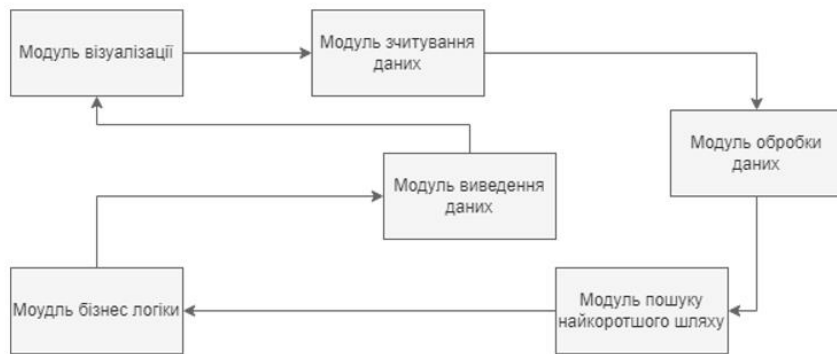 Модуль візуалізації
Модуль зчитування
даних
Модуль обробки
даних
Модуль виведення
даних
Моудль бізнес логіки
Модуль пошуку
найкоротшого шляху